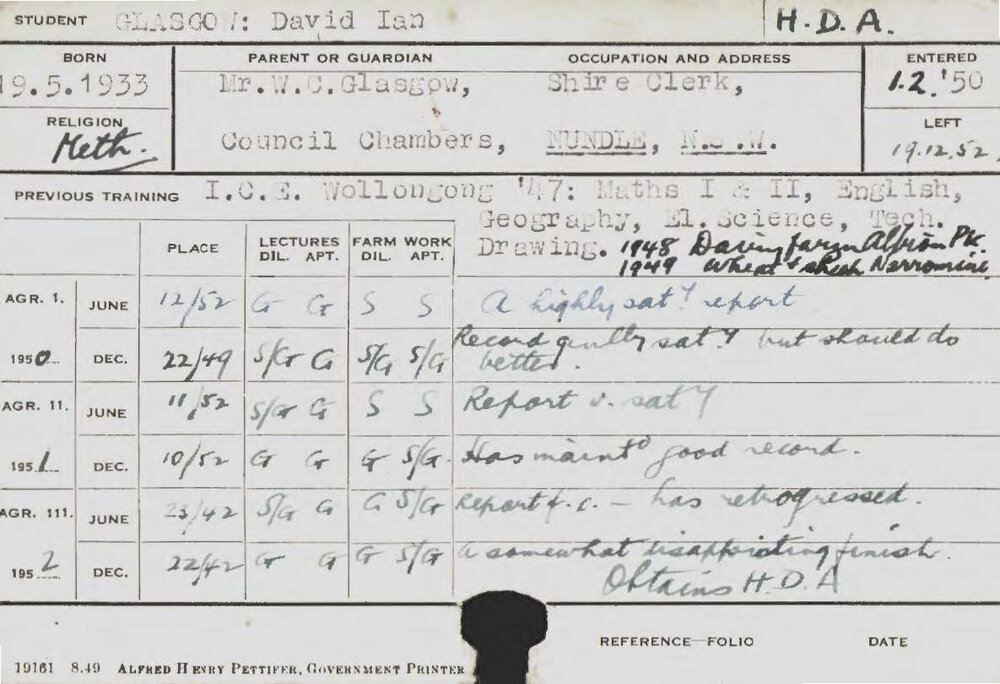 STUDENT GLASGOW: David Ian H.D.A.
BORN PARENT OR GUARDIAN OCCUPATION AND ADDRESS ENTERED
19.5.1933 Mr.W.C.Glasgow, Shire Clerk, 1.2.'50
RELIGION LEFT
Meth. Council Chambers, NUNDLE, N.S.W. 19.12.52.
PREVIOUS TRAINING I.C.E. Wollongong '47: Maths I & II, English,
Geography, El. Science, Tech.
Drawing. 1948 Dairy farm Albion Pk.
1949 Wheat & sheep Narromine.
PLACE LECTURES FARM WORK
DIL. APT. DIL. APT.
AGR. 1. JUNE 12/52 G G S S A highly sat.y report
Record gen'lly sat.y but should do
1950 DEC. 22/49 S/G G S/G S/G better.
AGR. 11. JUNE 11/52 S/G G S S Report v. sat y
1951 DEC. 10/52 G G G S/G. Has maintd good record.
AGR. 111. JUNE 23/42 S/G G G S/G Report f.c. - has retrogressed.
1952 DEC. 22/42 G G G S/G A somewhat disappointing finish.
Obtains H.D.A
REFERENCE—FOLIO DATE
19161 8.49 ALFRED HENRY PETTIFER, GOVERNMENT PRINTER